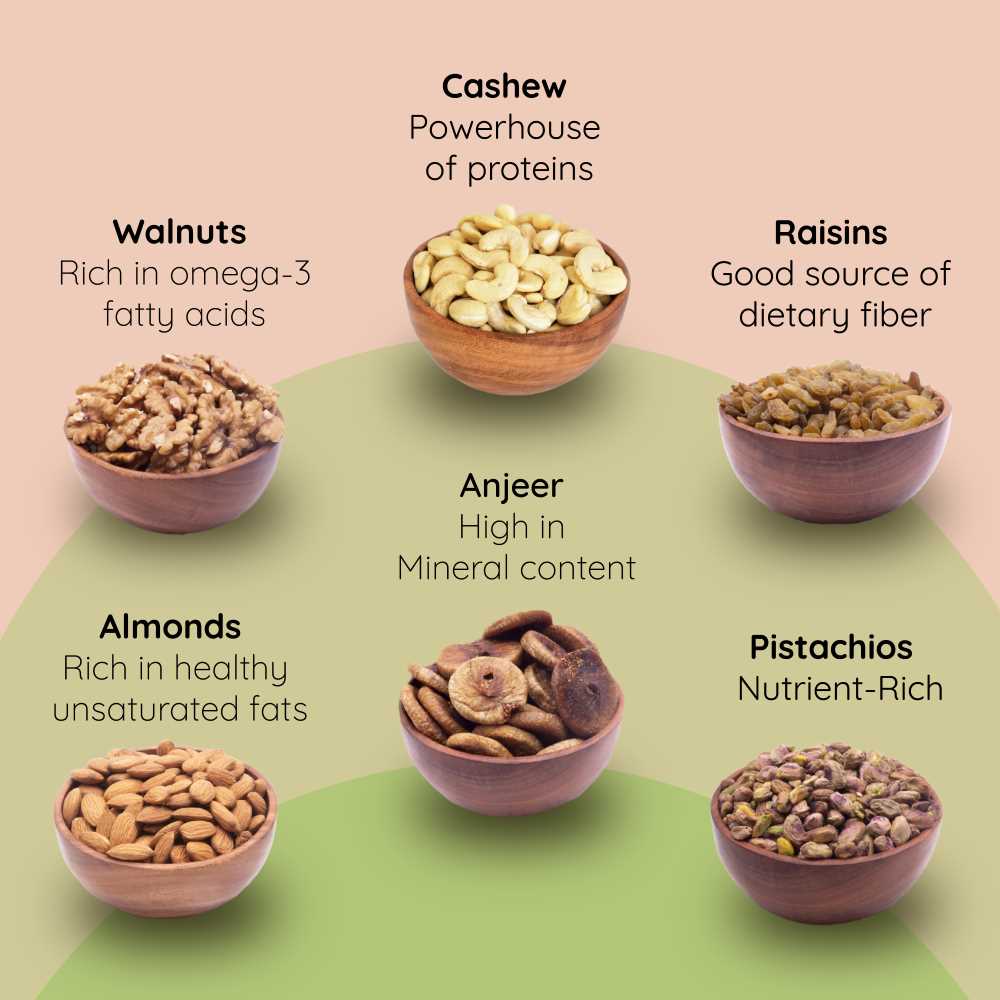 Cashew
Powerhouse
of proteins
Walnuts
Rich in omega-3
fatty acids
Raisins
Good source of
dietary fiber
Anjeer
High in
Mineral content
Almonds
Rich in healthy
unsaturated fats
Pistachios
Nutrient-Rich